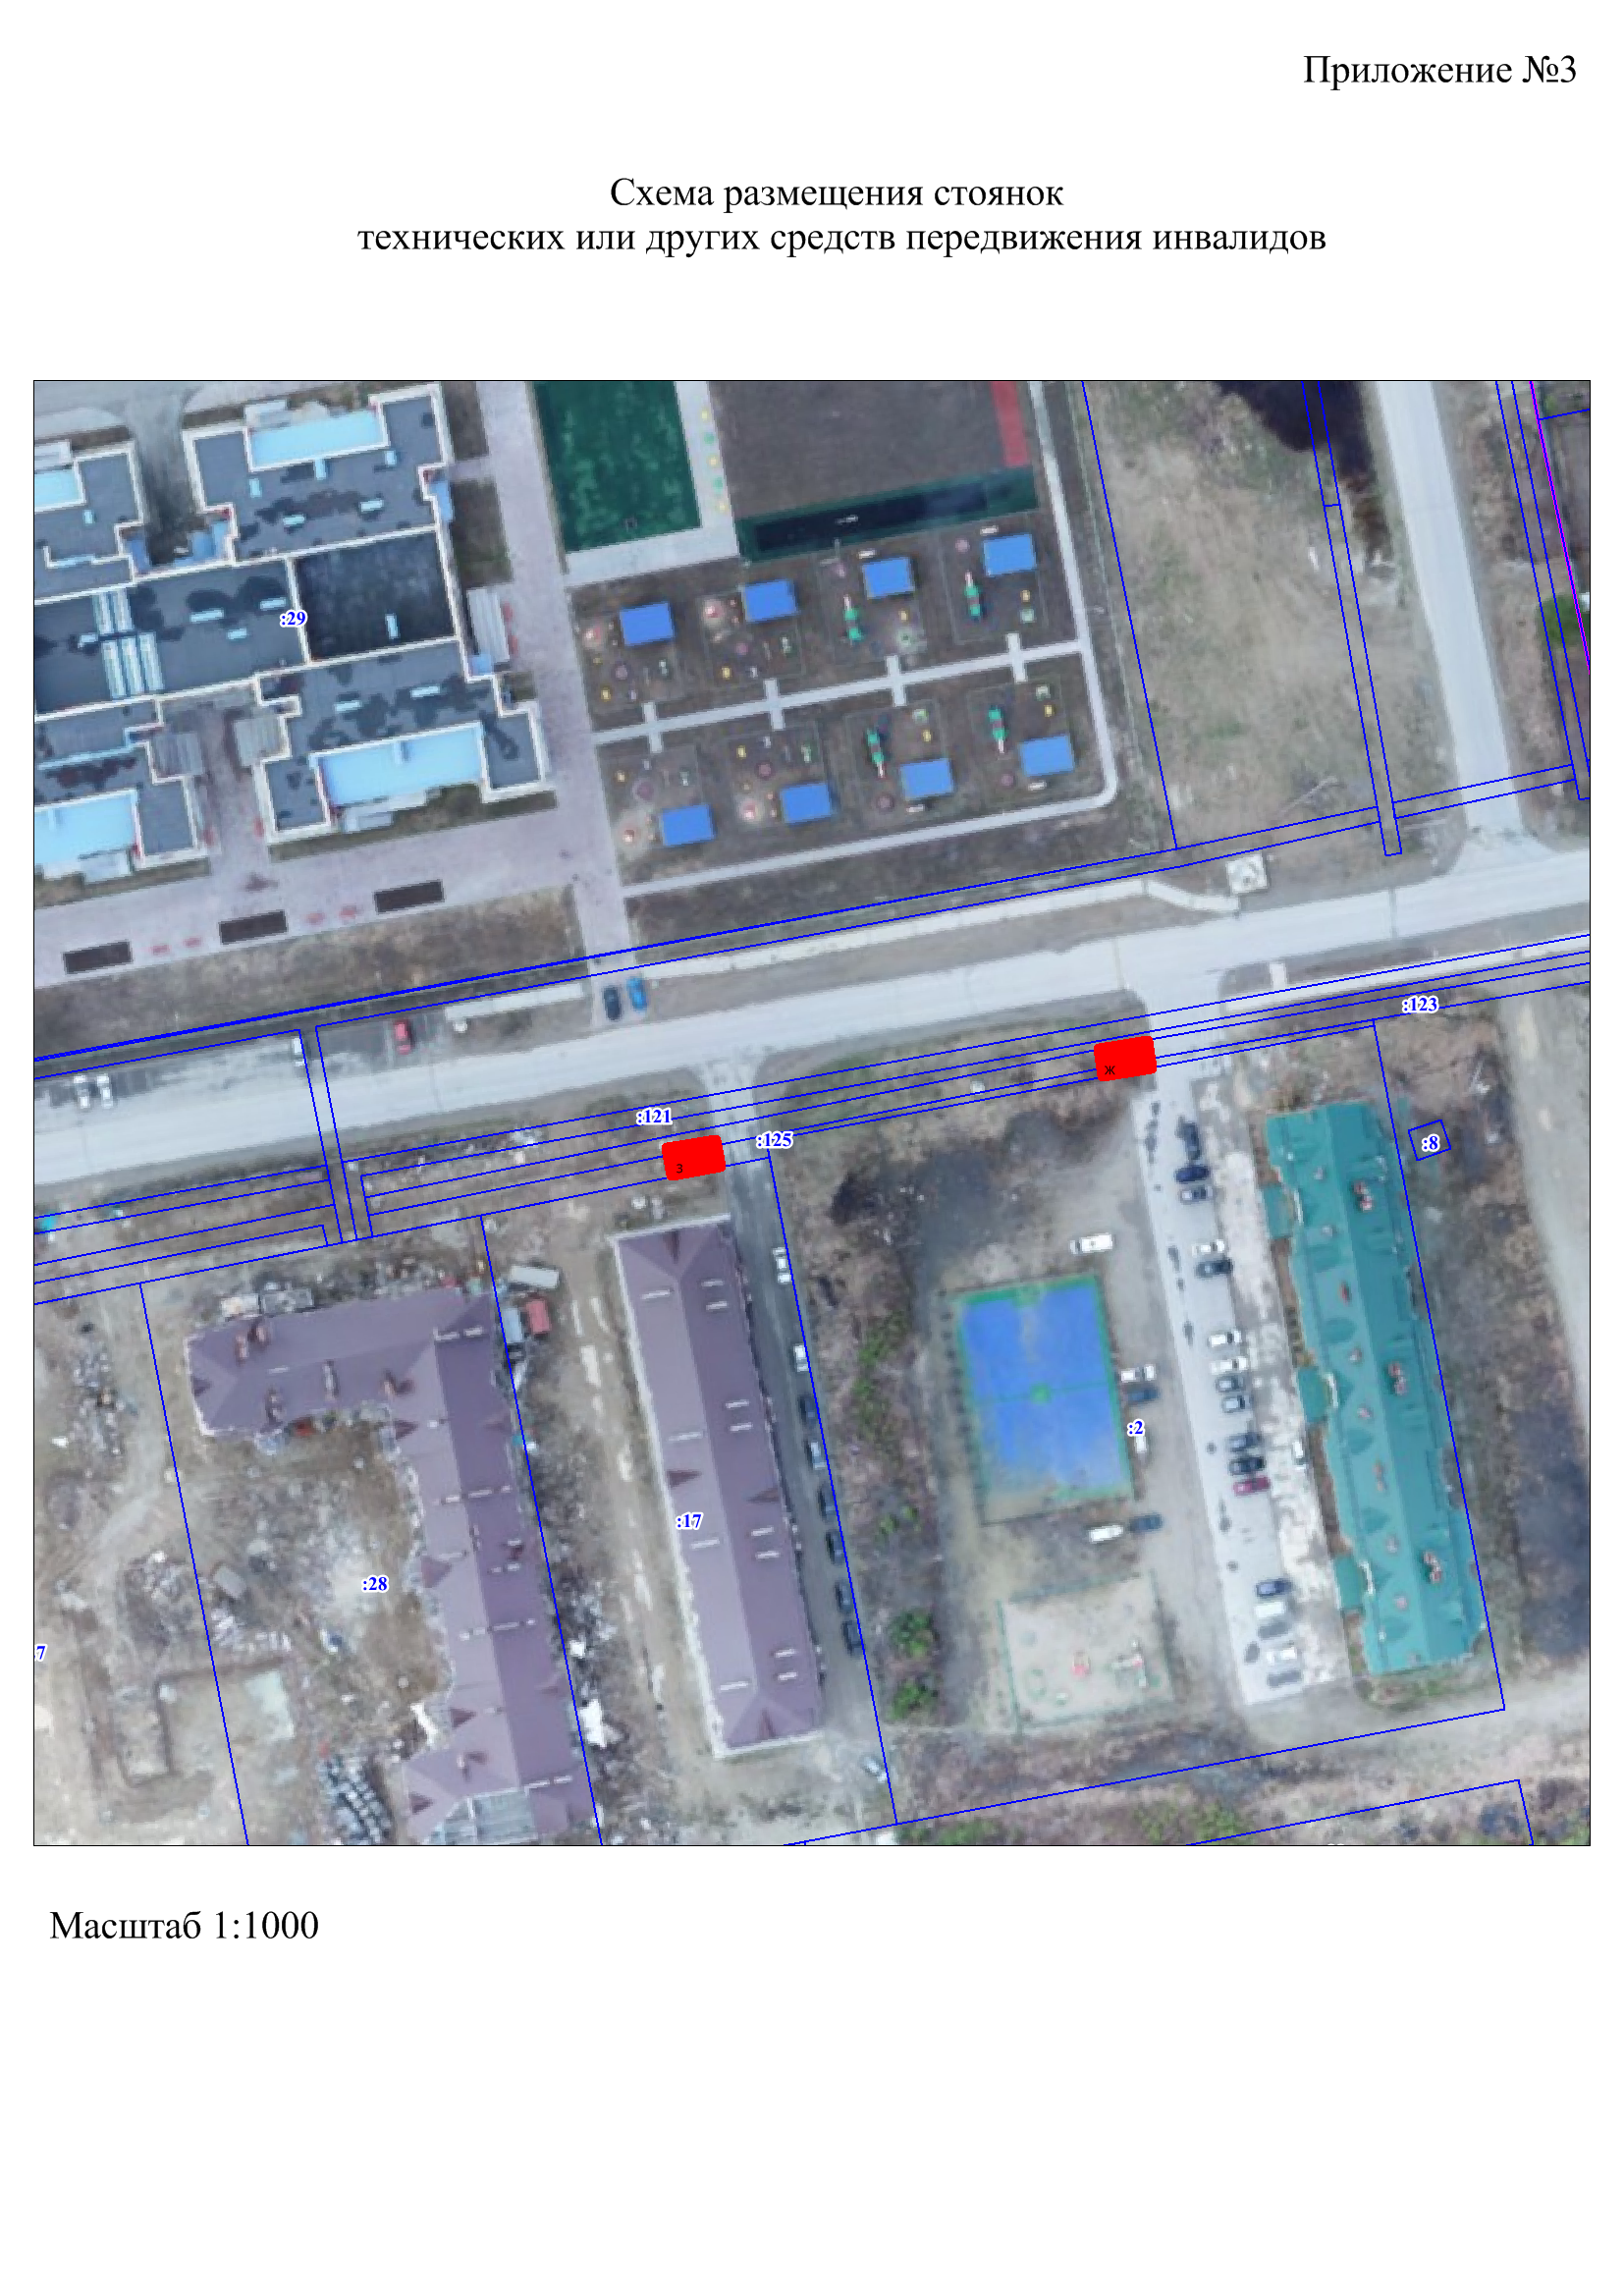 Приложение №3
Схема размещения стоянок
технических или других средств передвижения инвалидов
:29
:123
:121
:125
:8
ж
з
:2
:17
:28
Масштаб 1:1000